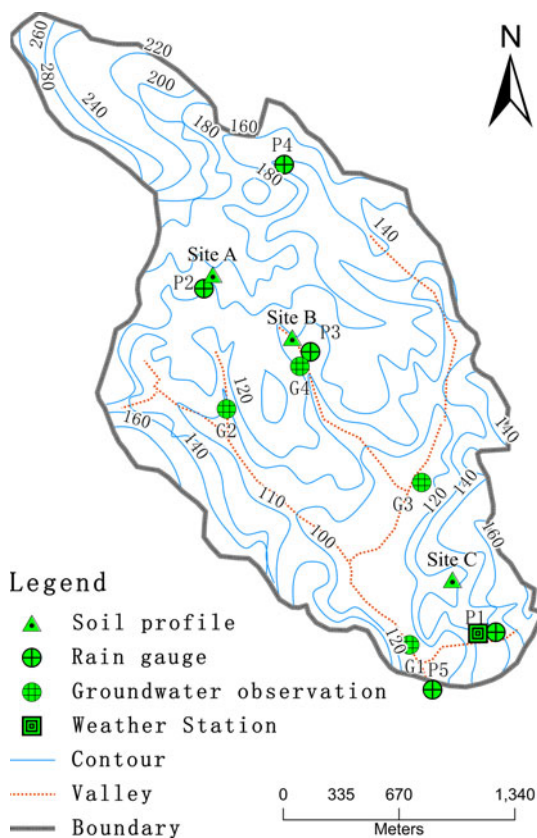 260
280
240
220
200
180
160
N
P4
180
140
Site A
P2
Site B
P3
G4
120
G2
160
140
140
G3
120
140
110
100
160
Site C
P1
120
G1
P5
Legend
Soil profile
Rain gauge
Groundwater observation
Weather Station
Contour
Valley
Boundary
0 335 670 1,340
Meters